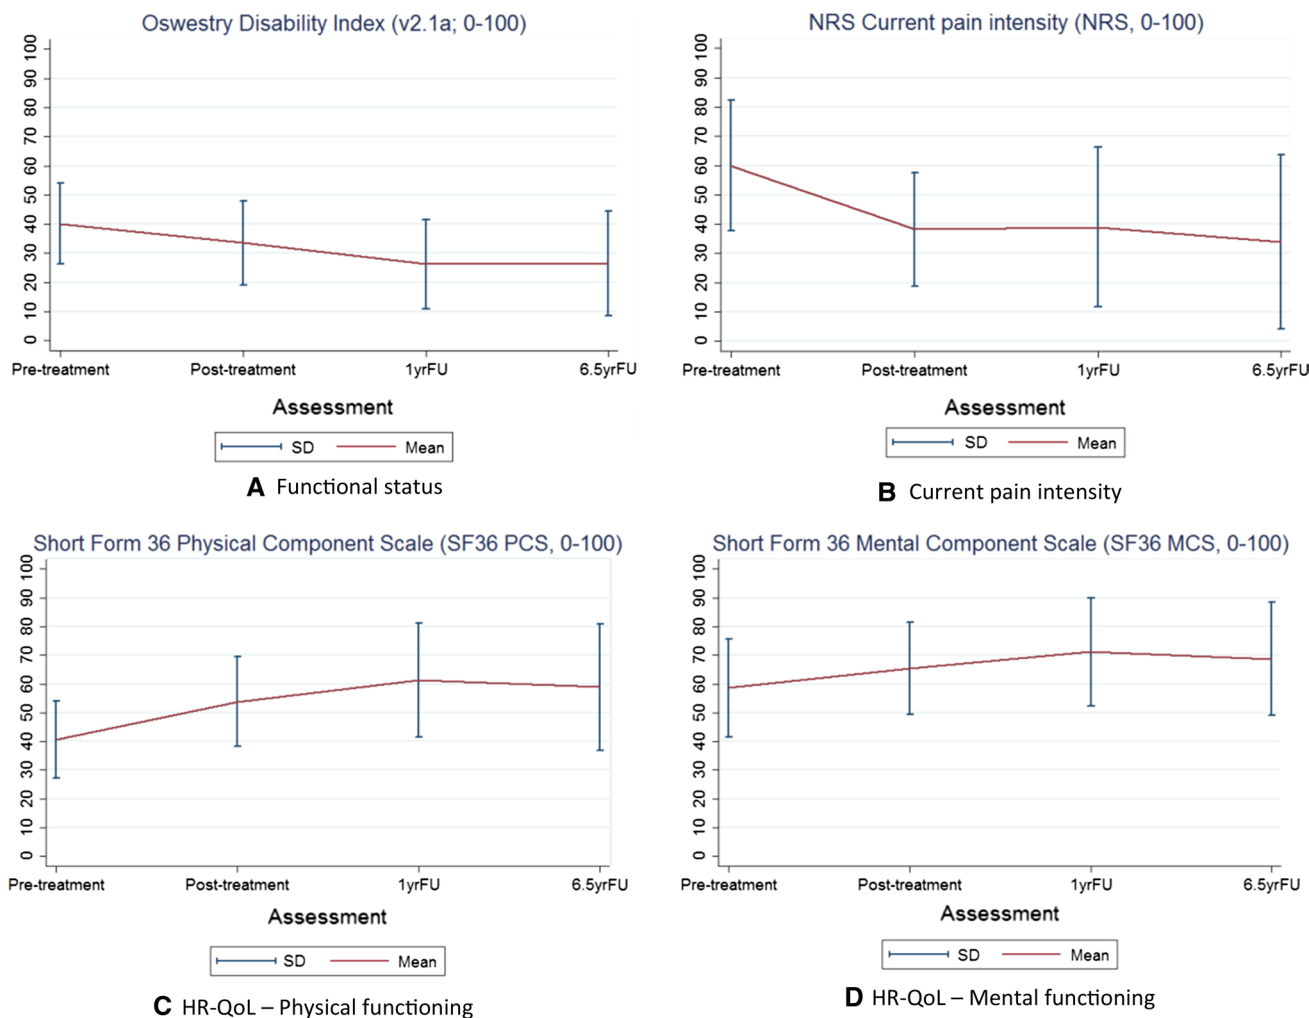 Oswestry Disability Index (v2.1a; 0-100)
100
90
80
70
60
50
40
30
20
10
0
Pre-treatment Post-treatment 1yrFU 6.5yrFU
Assessment
SD Mean
A Functional status
NRS Current pain intensity (NRS, 0-100)
100
90
80
70
60
50
40
30
20
10
0
Pre-treatment Post-treatment 1yrFU 6.5yrFU
Assessment
SD Mean
B Current pain intensity
Short Form 36 Physical Component Scale (SF36 PCS, 0-100)
100
90
80
70
60
50
40
30
20
10
0
Pre-treatment Post-treatment 1yrFU 6.5yrFU
Assessment
SD Mean
C HR-QoL – Physical functioning
Short Form 36 Mental Component Scale (SF36 MCS, 0-100)
100
90
80
70
60
50
40
30
20
10
0
Pre-treatment Post-treatment 1yrFU 6.5yrFU
Assessment
SD Mean
D HR-QoL – Mental functioning